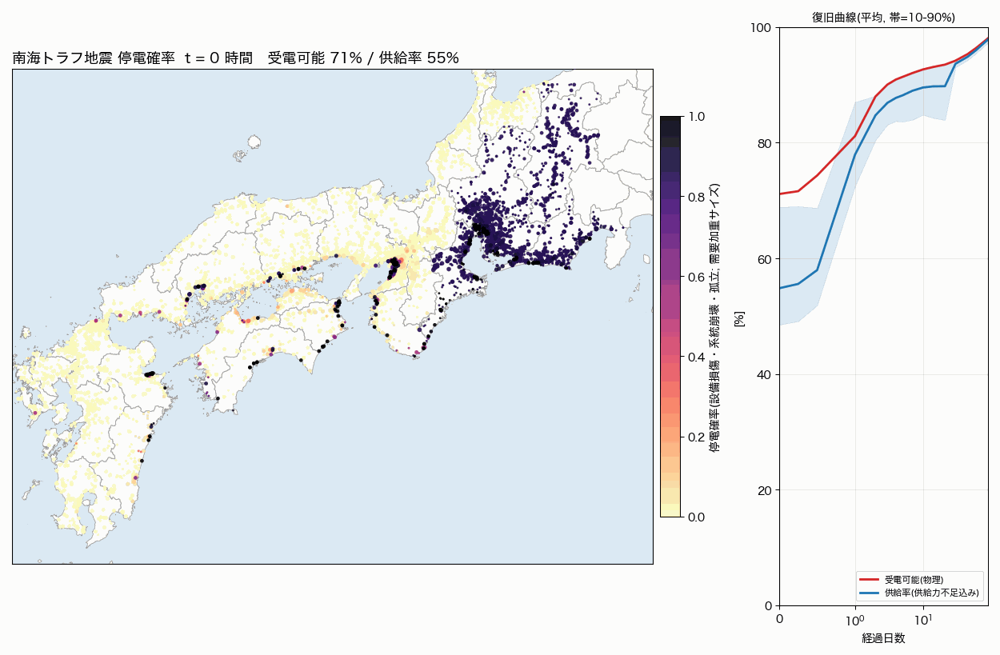 南海トラフ地震 停電確率 t = 0 時間 受電可能 71% / 供給率 55%
1.0
0.8
0.6
0.4
0.2
0.0
停電確率(設備損傷・系統崩壊・孤立, 需要加重サイズ)
復旧曲線(平均, 帯=10-90%)
100
80
60
40
20
0
[%]
受電可能(物理)
供給率(供給力不足込み)
0
10⁰
10¹
経過日数